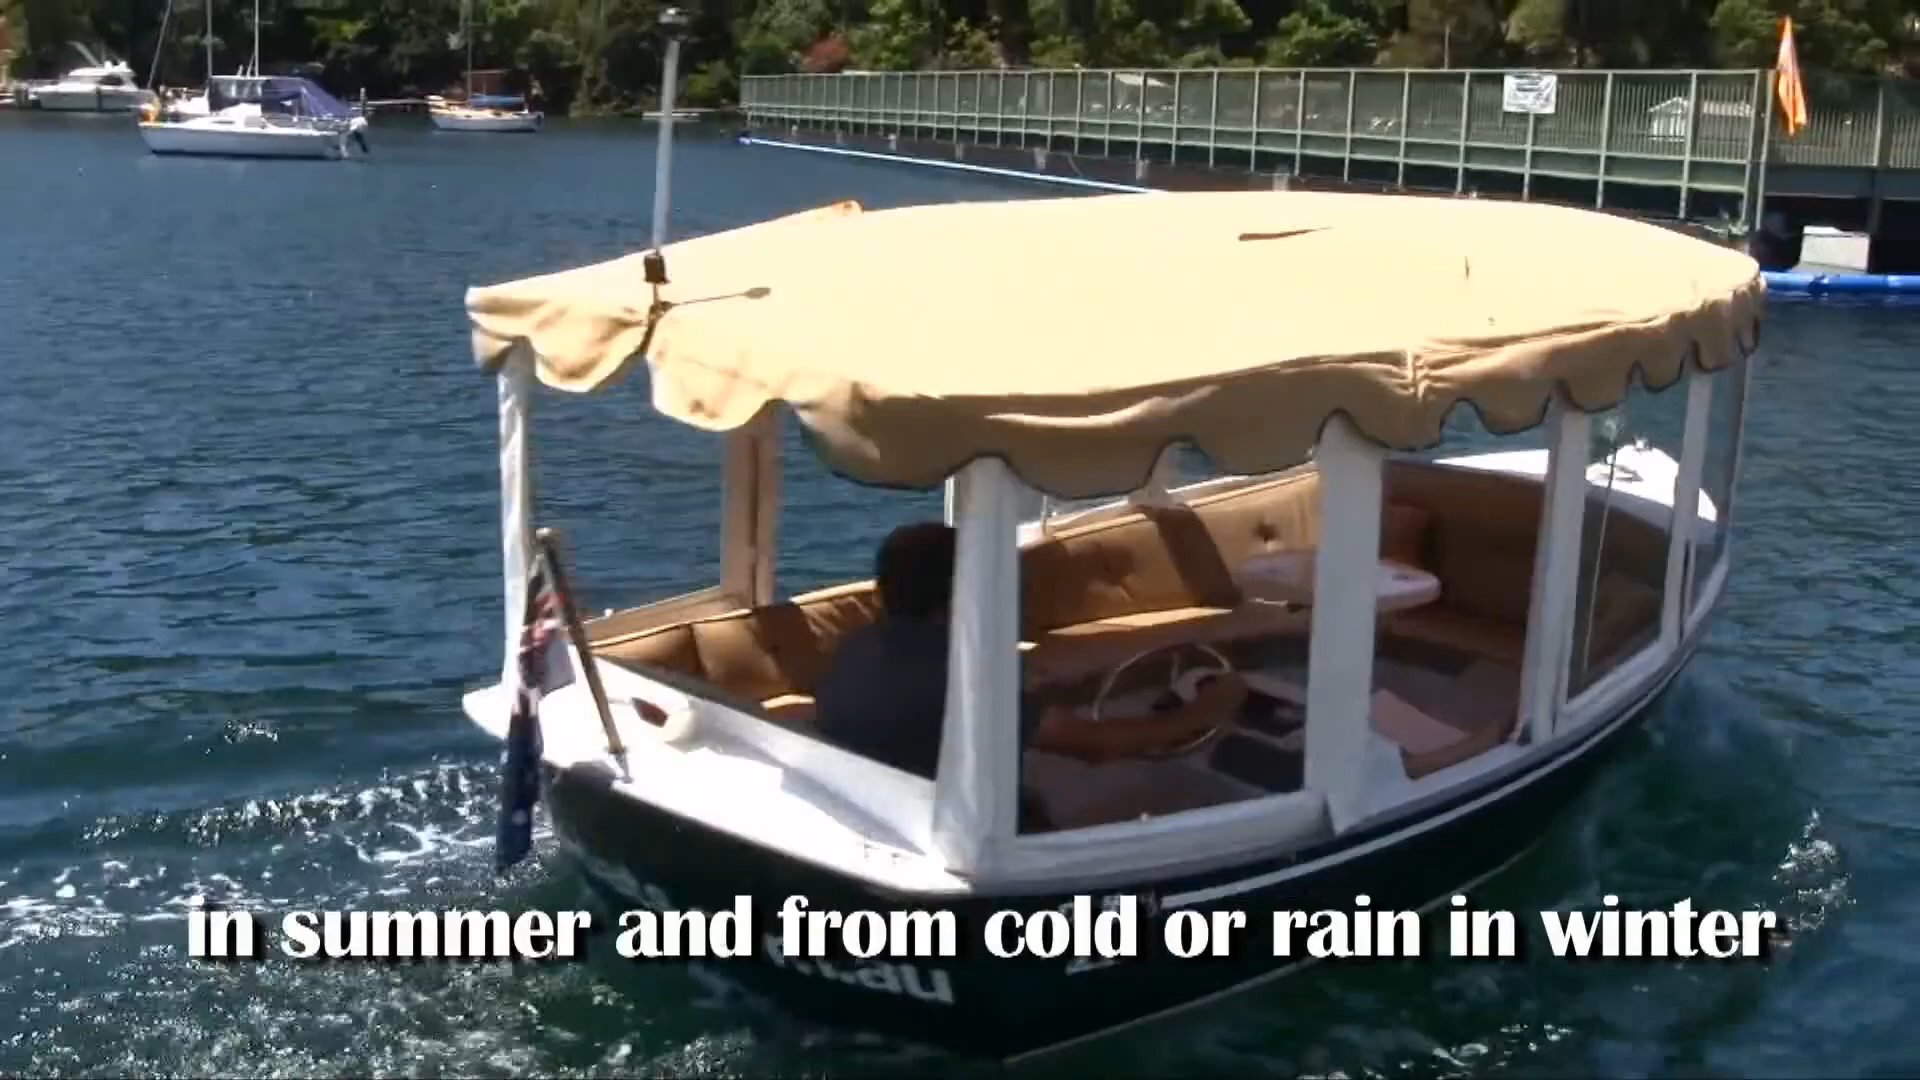 in summer and from cold or rain in winter